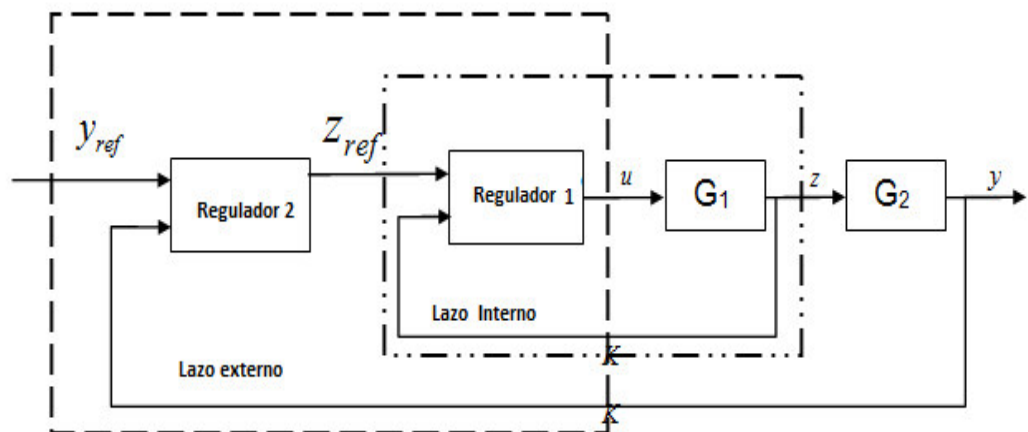 y_ref
Z_ref
Regulador 2
Regulador 1
u
G₁
z
G₂
y
Lazo Interno
K
Lazo externo
K